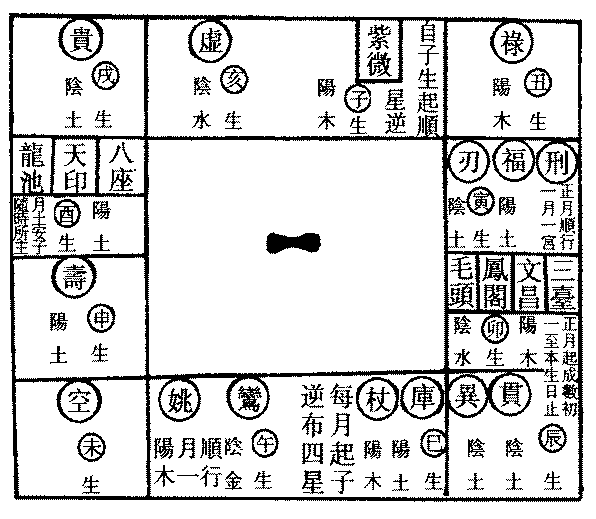 祿
丑生
陽木
自子生起順
星逆
紫微
子生
陽木
虛
亥生
陰水
貴
戌生
陰土
刑
福
刃
正月順行
一月一宮
陽土
寅生
陰土
三臺
文昌
鳳閣
毛頭
正月起成數初
一至本生日止
陽木
卯生
陰水
貫
異
辰生
陰土
陰土
庫
杖
巳生
陽土
陽木
每月起子
逆布四星
鸞
姚
午生
陰金
順行
月一
陽木
空
未生
壽
申生
陽土
八座
天印
龍池
陽土
酉生
隨時所主